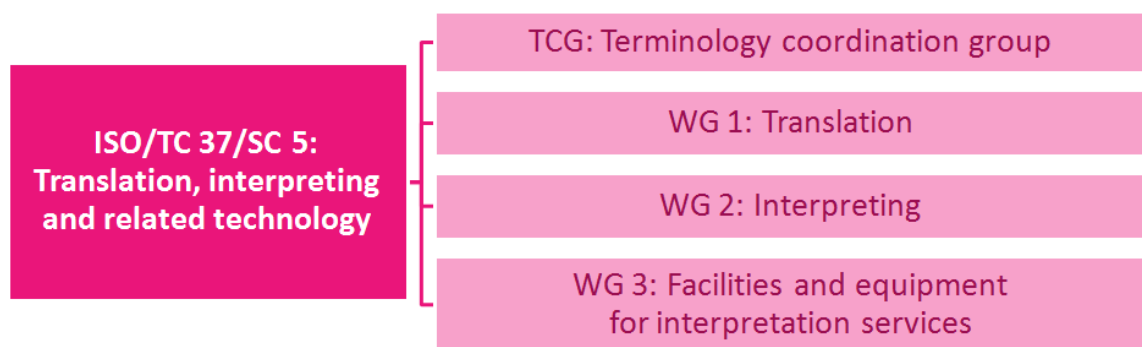 ISO/TC 37/SC 5:
Translation, interpreting
and related technology
TCG: Terminology coordination group
WG 1: Translation
WG 2: Interpreting
WG 3: Facilities and equipment
for interpretation services